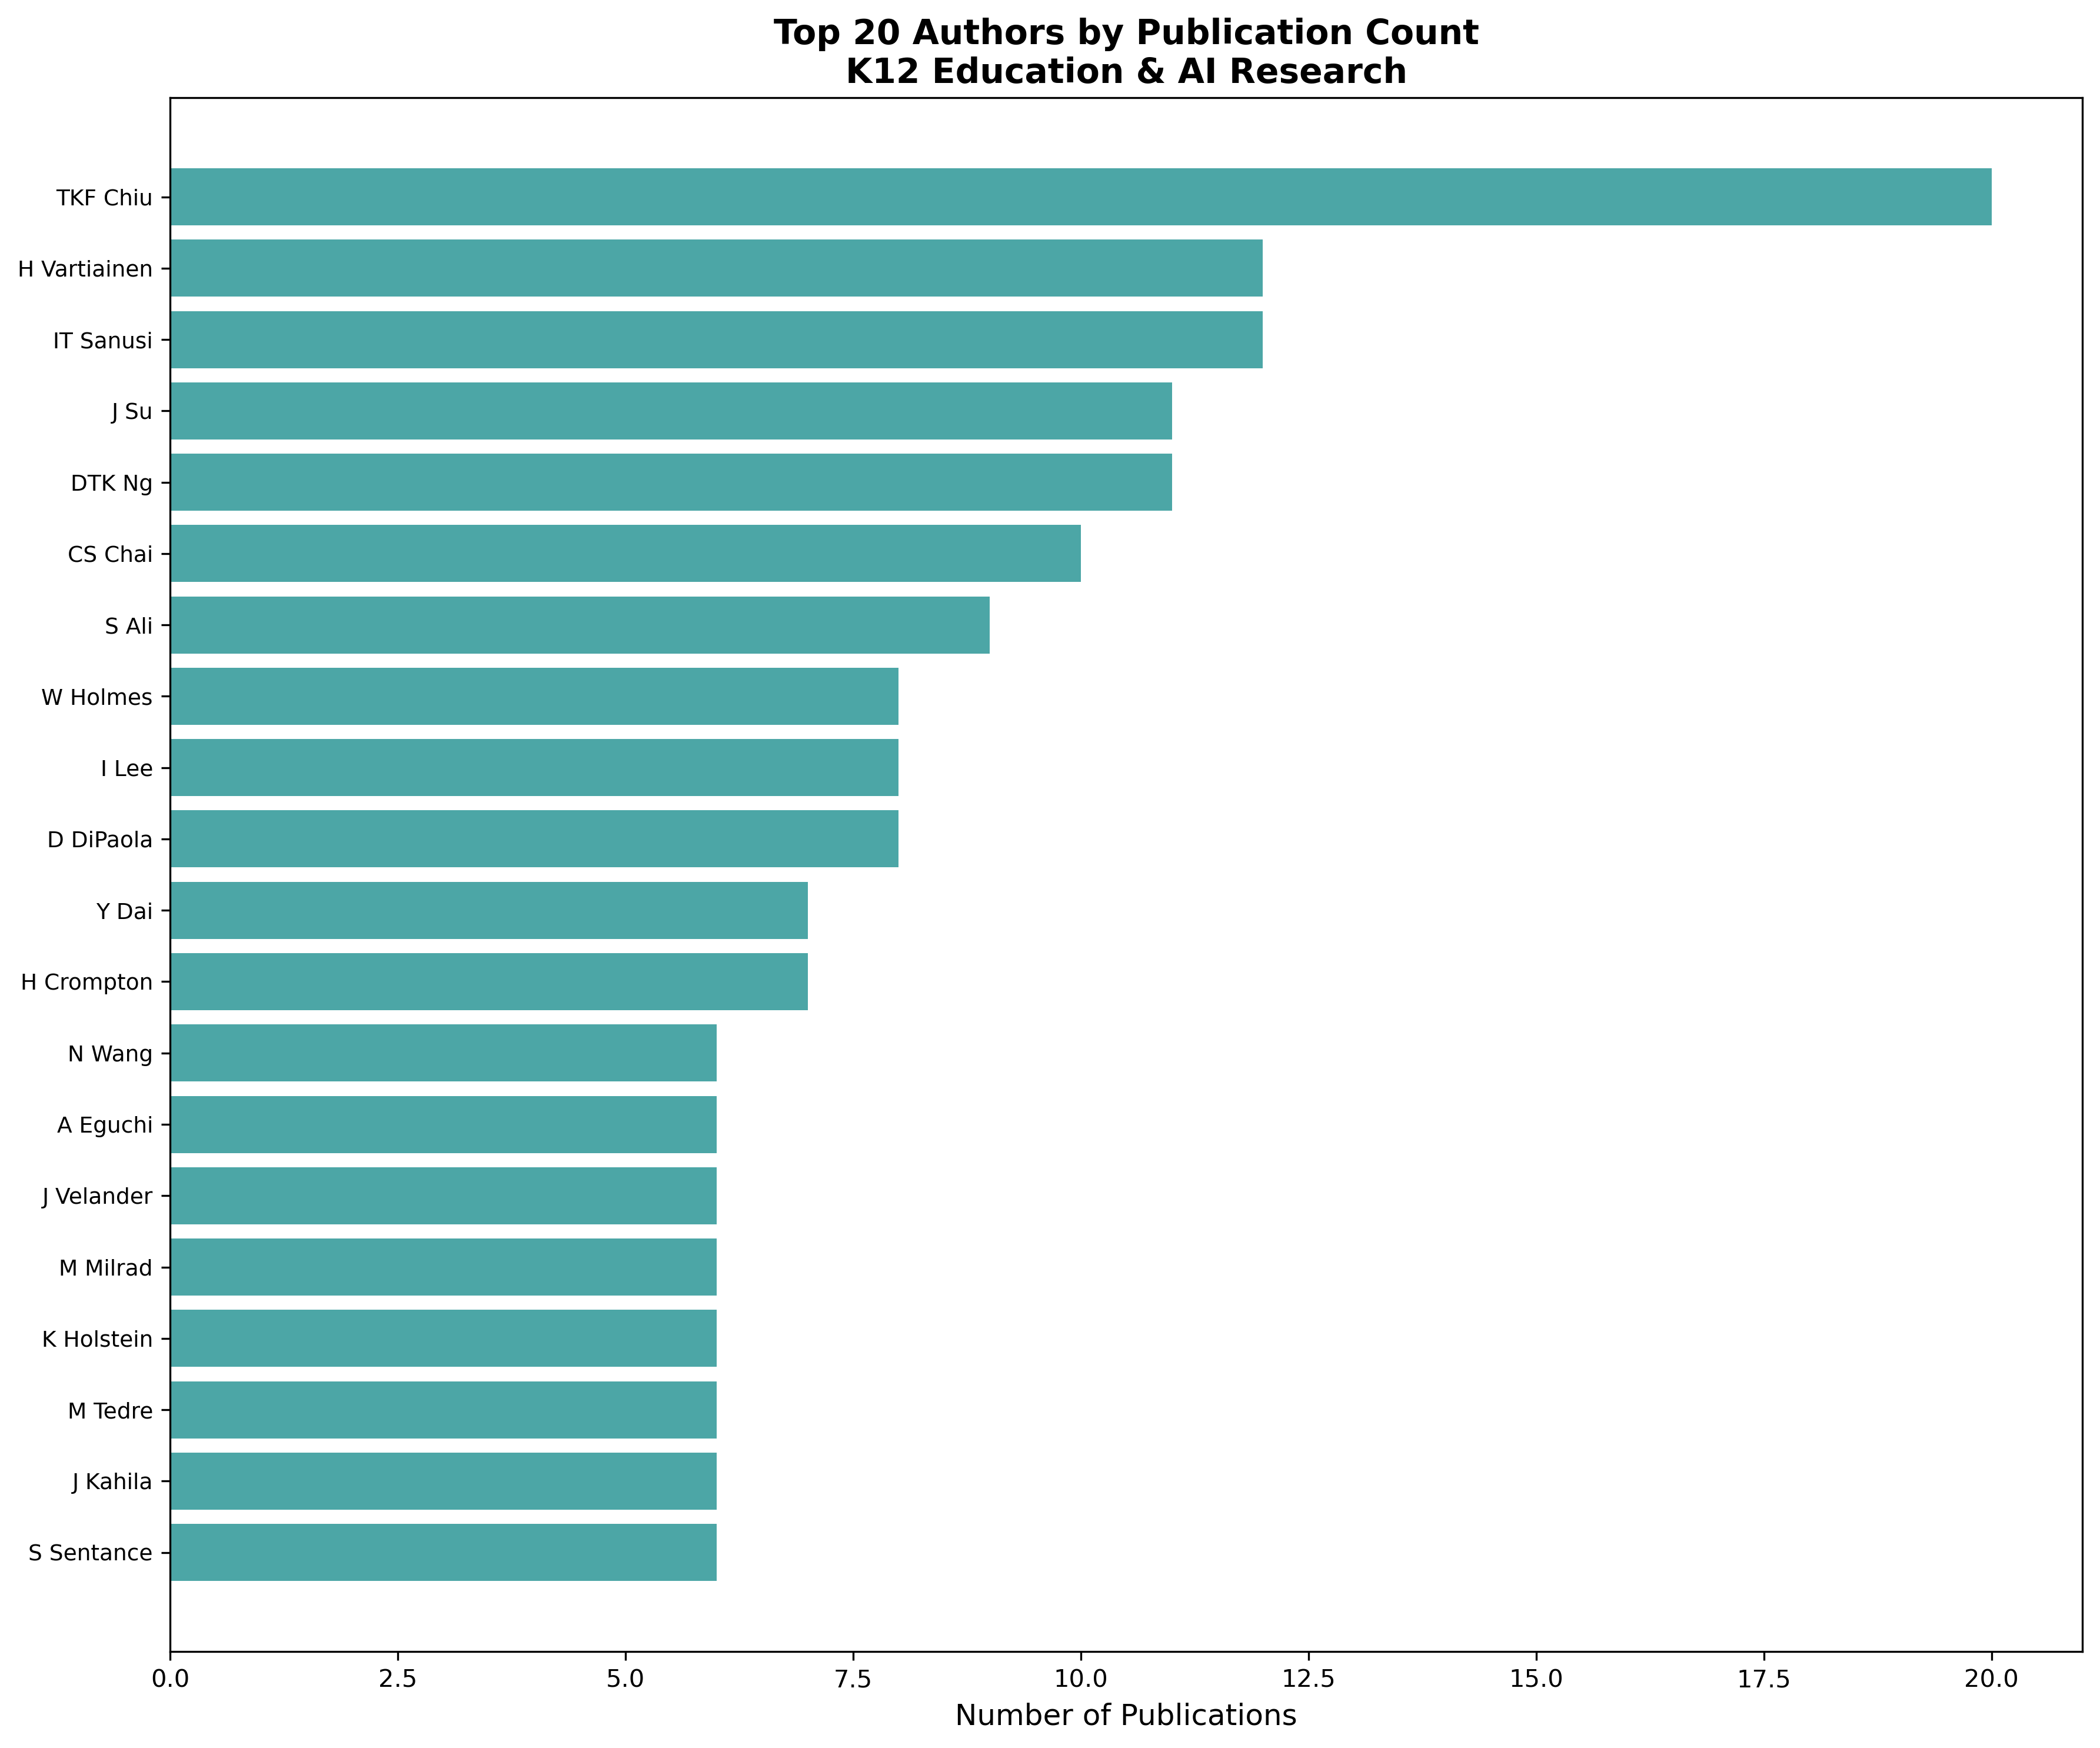 Top 20 Authors by Publication Count
K12 Education & AI Research
TKF Chiu
H Vartiainen
IT Sanusi
J Su
DTK Ng
CS Chai
S Ali
W Holmes
I Lee
D DiPaola
Y Dai
H Crompton
N Wang
A Eguchi
J Velander
M Milrad
K Holstein
M Tedre
J Kahila
S Sentance
0.0 2.5 5.0 7.5 10.0 12.5 15.0 17.5 20.0
Number of Publications